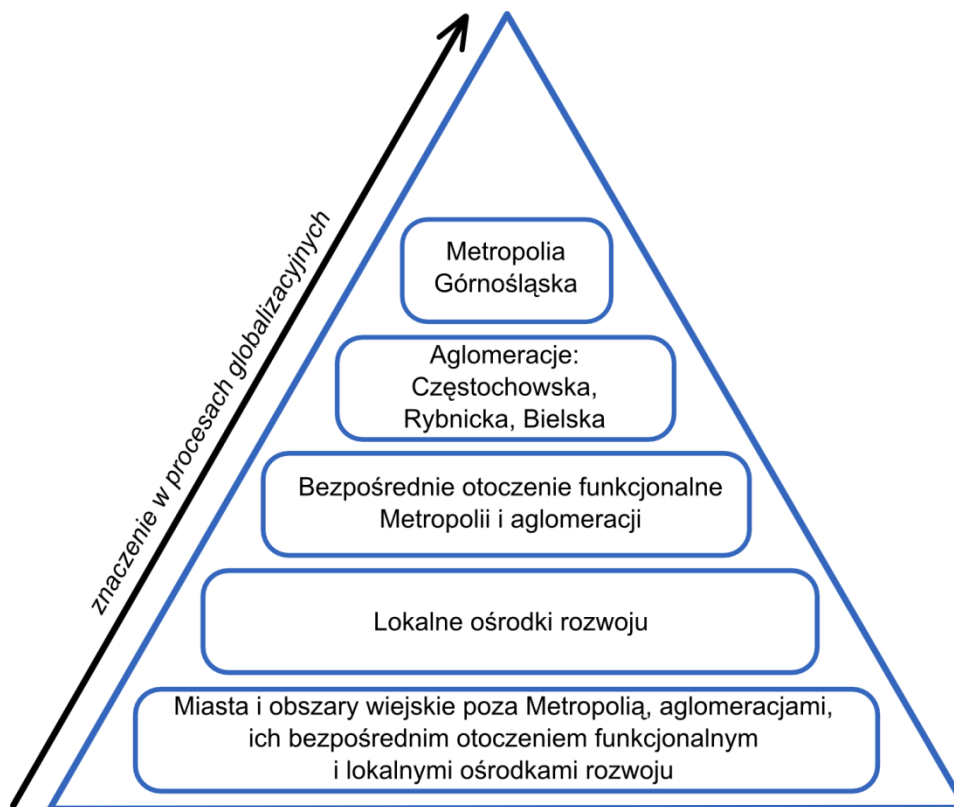 znaczenie w procesach globalizacyjnych
Metropolia
Górnośląska
Aglomeracje:
Częstochowska,
Rybnicka, Bielska
Bezpośrednie otoczenie funkcjonalne
Metropolii i aglomeracji
Lokalne ośrodki rozwoju
Miasta i obszary wiejskie poza Metropolią, aglomeracjami,
ich bezpośrednim otoczeniem funkcjonalnym
i lokalnymi ośrodkami rozwoju